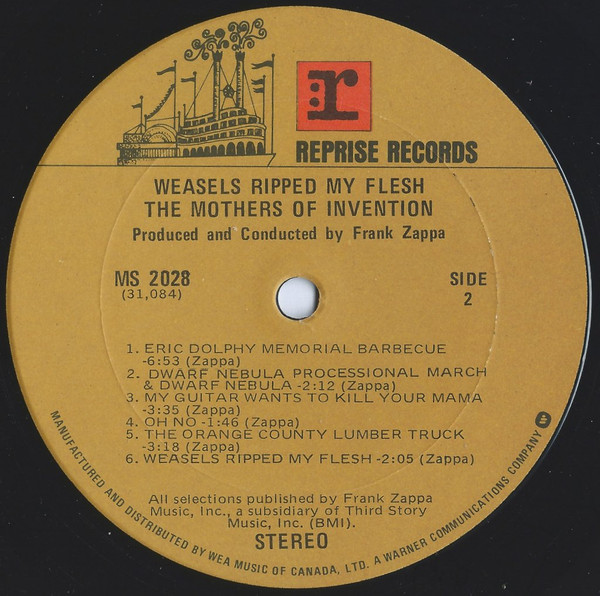 :r
REPRISE RECORDS
WEASELS RIPPED MY FLESH
THE MOTHERS OF INVENTION
Produced and Conducted by Frank Zappa
MS 2028
(31,084)
SIDE
2
1. ERIC DOLPHY MEMORIAL BARBECUE
-6:53 (Zappa)
2. DWARF NEBULA PROCESSIONAL MARCH
& DWARF NEBULA -2:12 (Zappa)
3. MY GUITAR WANTS TO KILL YOUR MAMA
-3:35 (Zappa)
4. OH NO -1:46 (Zappa)
5. THE ORANGE COUNTY LUMBER TRUCK
-3:18 (Zappa)
6. WEASELS RIPPED MY FLESH -2:05 (Zappa)
All selections published by Frank Zappa
Music, Inc., a subsidiary of Third Story
Music, Inc. (BMI).
STEREO
MANUFACTURED AND DISTRIBUTED BY WEA MUSIC OF CANADA, LTD. A WARNER COMMUNICATIONS COMPANY